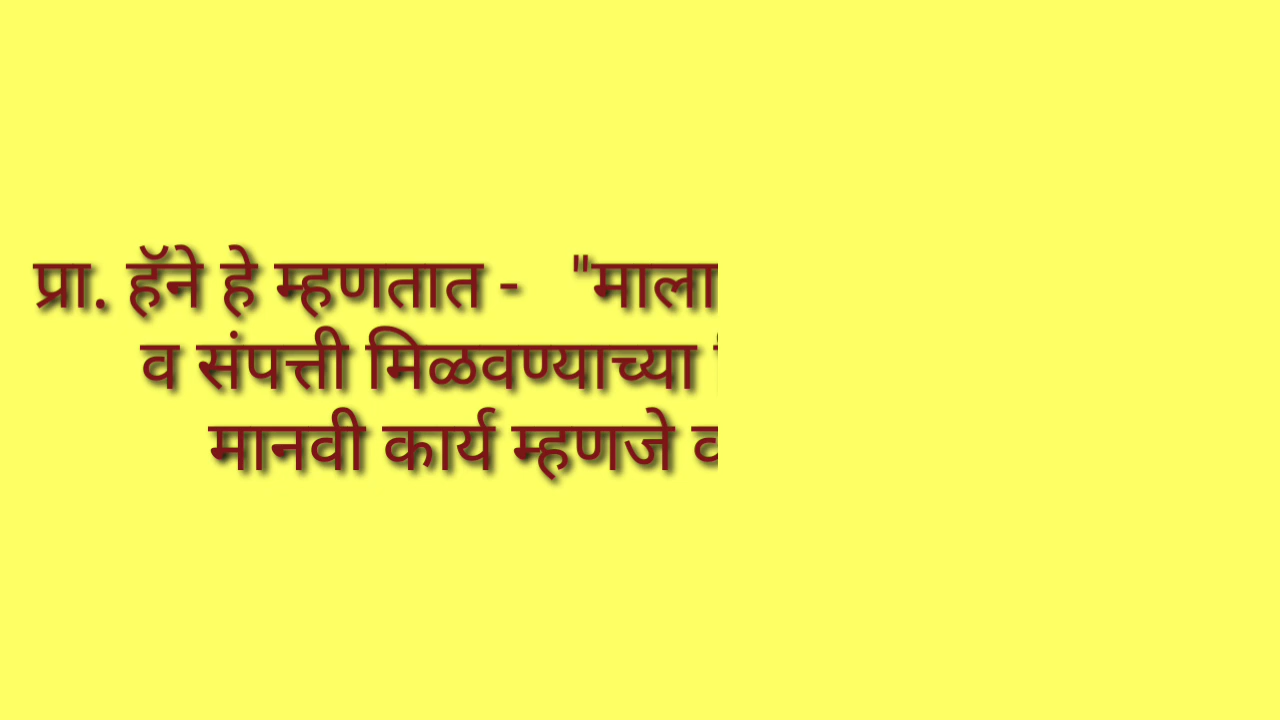 प्रा. हॅने हे म्हणतात - "माला
व संपत्ती मिळवण्याच्या
मानवी कार्य म्हणजे